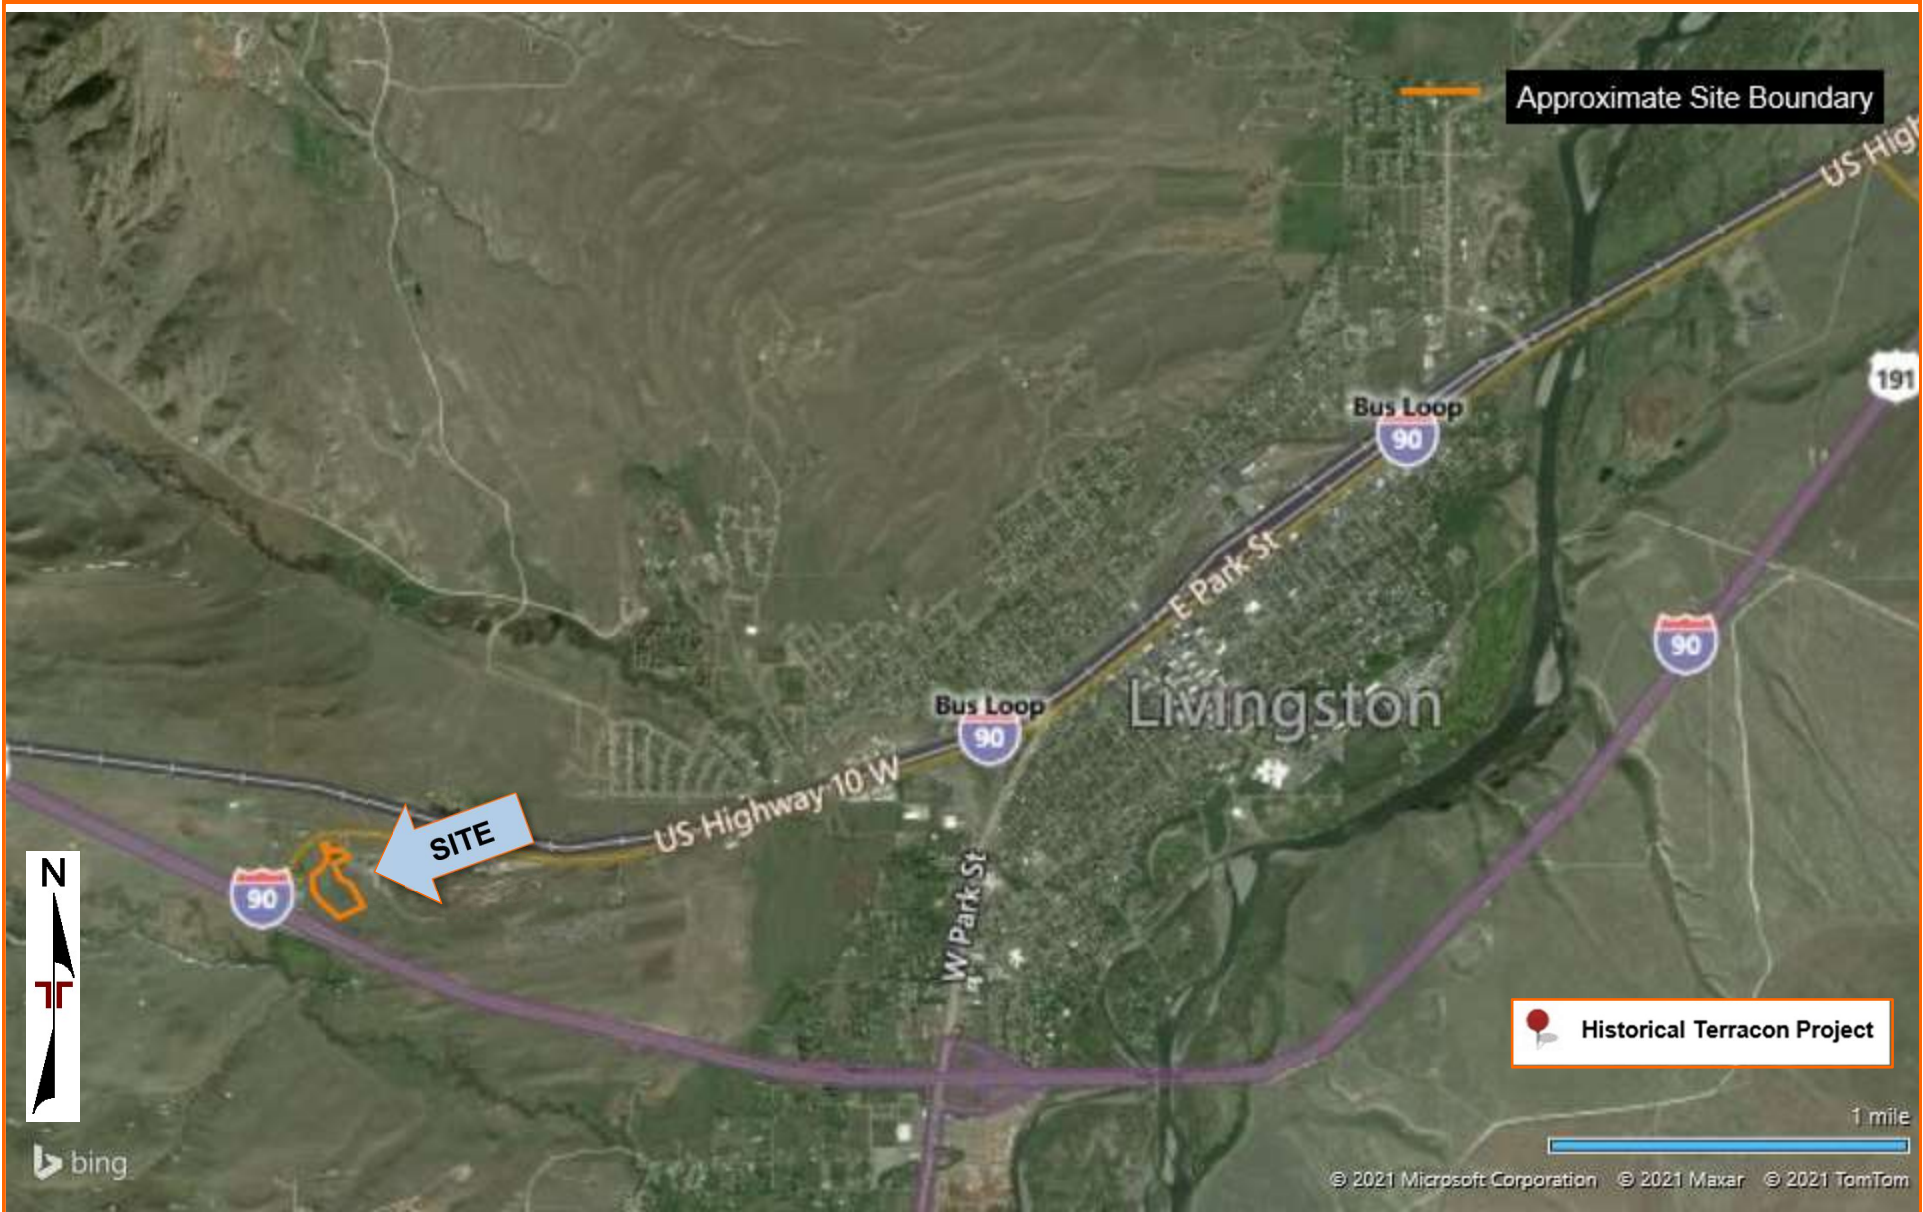 Approximate Site Boundary
US High
191
Bus Loop
90
E Park St
90
Livingston
Bus Loop
90
US Highway 10 W
SITE
90
N
W Park St
Historical Terracon Project
1 mile
bing
© 2021 Microsoft Corporation © 2021 Maxar © 2021 TomTom